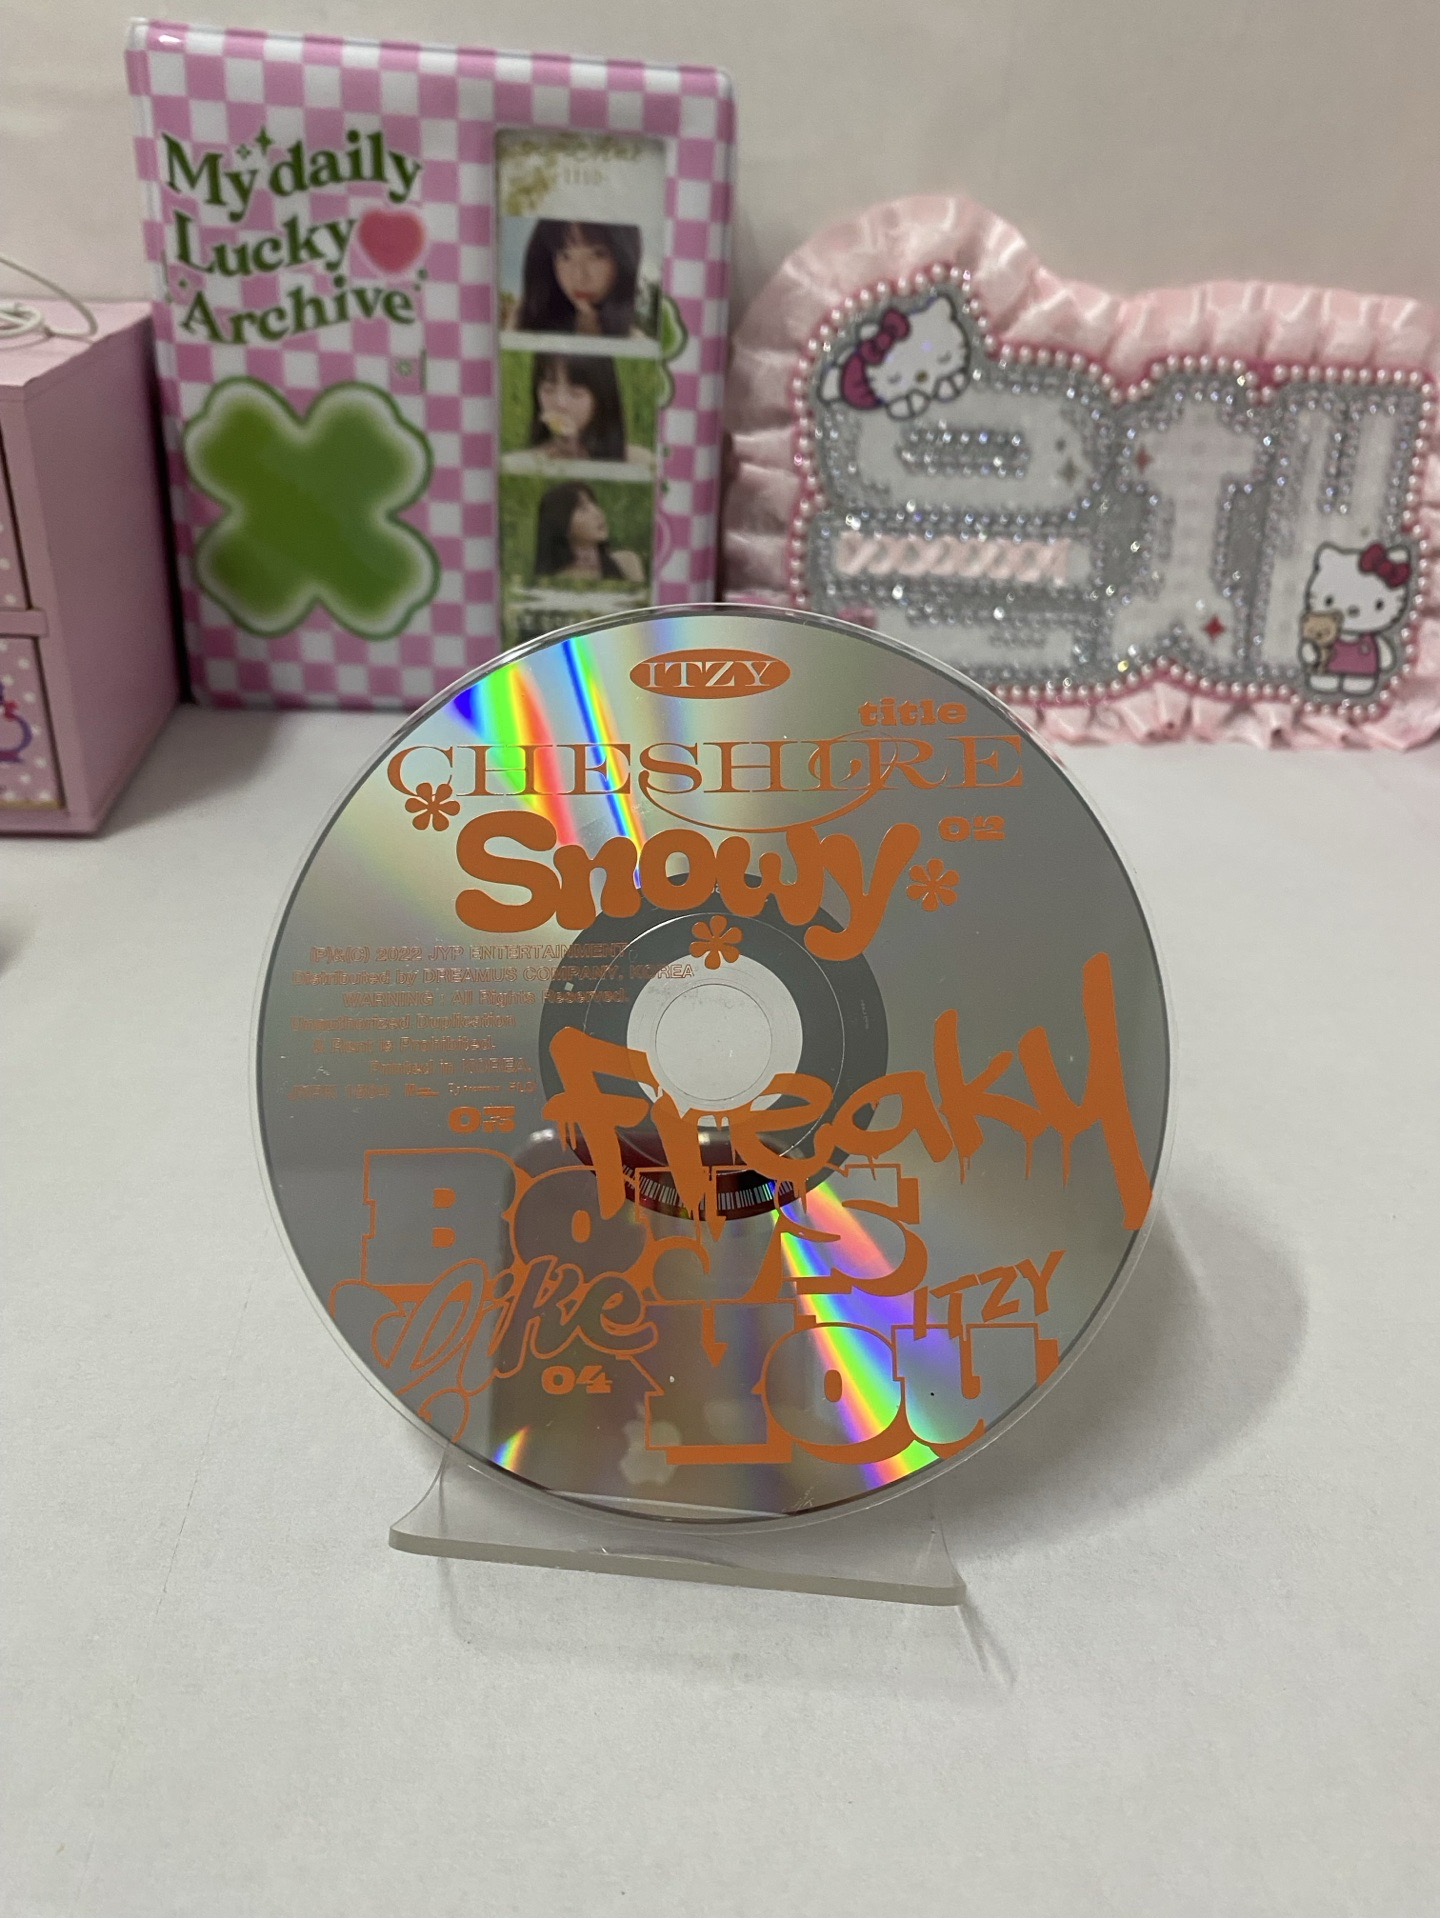 My daily
Lucky
Archive
ITZY
title
CHESHIRE
Snowy
02
(P)&(C) 2022 JYP ENTERTAINMENT
Distributed by DREAMUS COMPANY, KOREA
WARNING : All Rights Reserved.
Unauthorized Duplication
is Prohibited.
Printed in KOREA.
03
Freaky
BOYS
like
ITZY
04
YOU